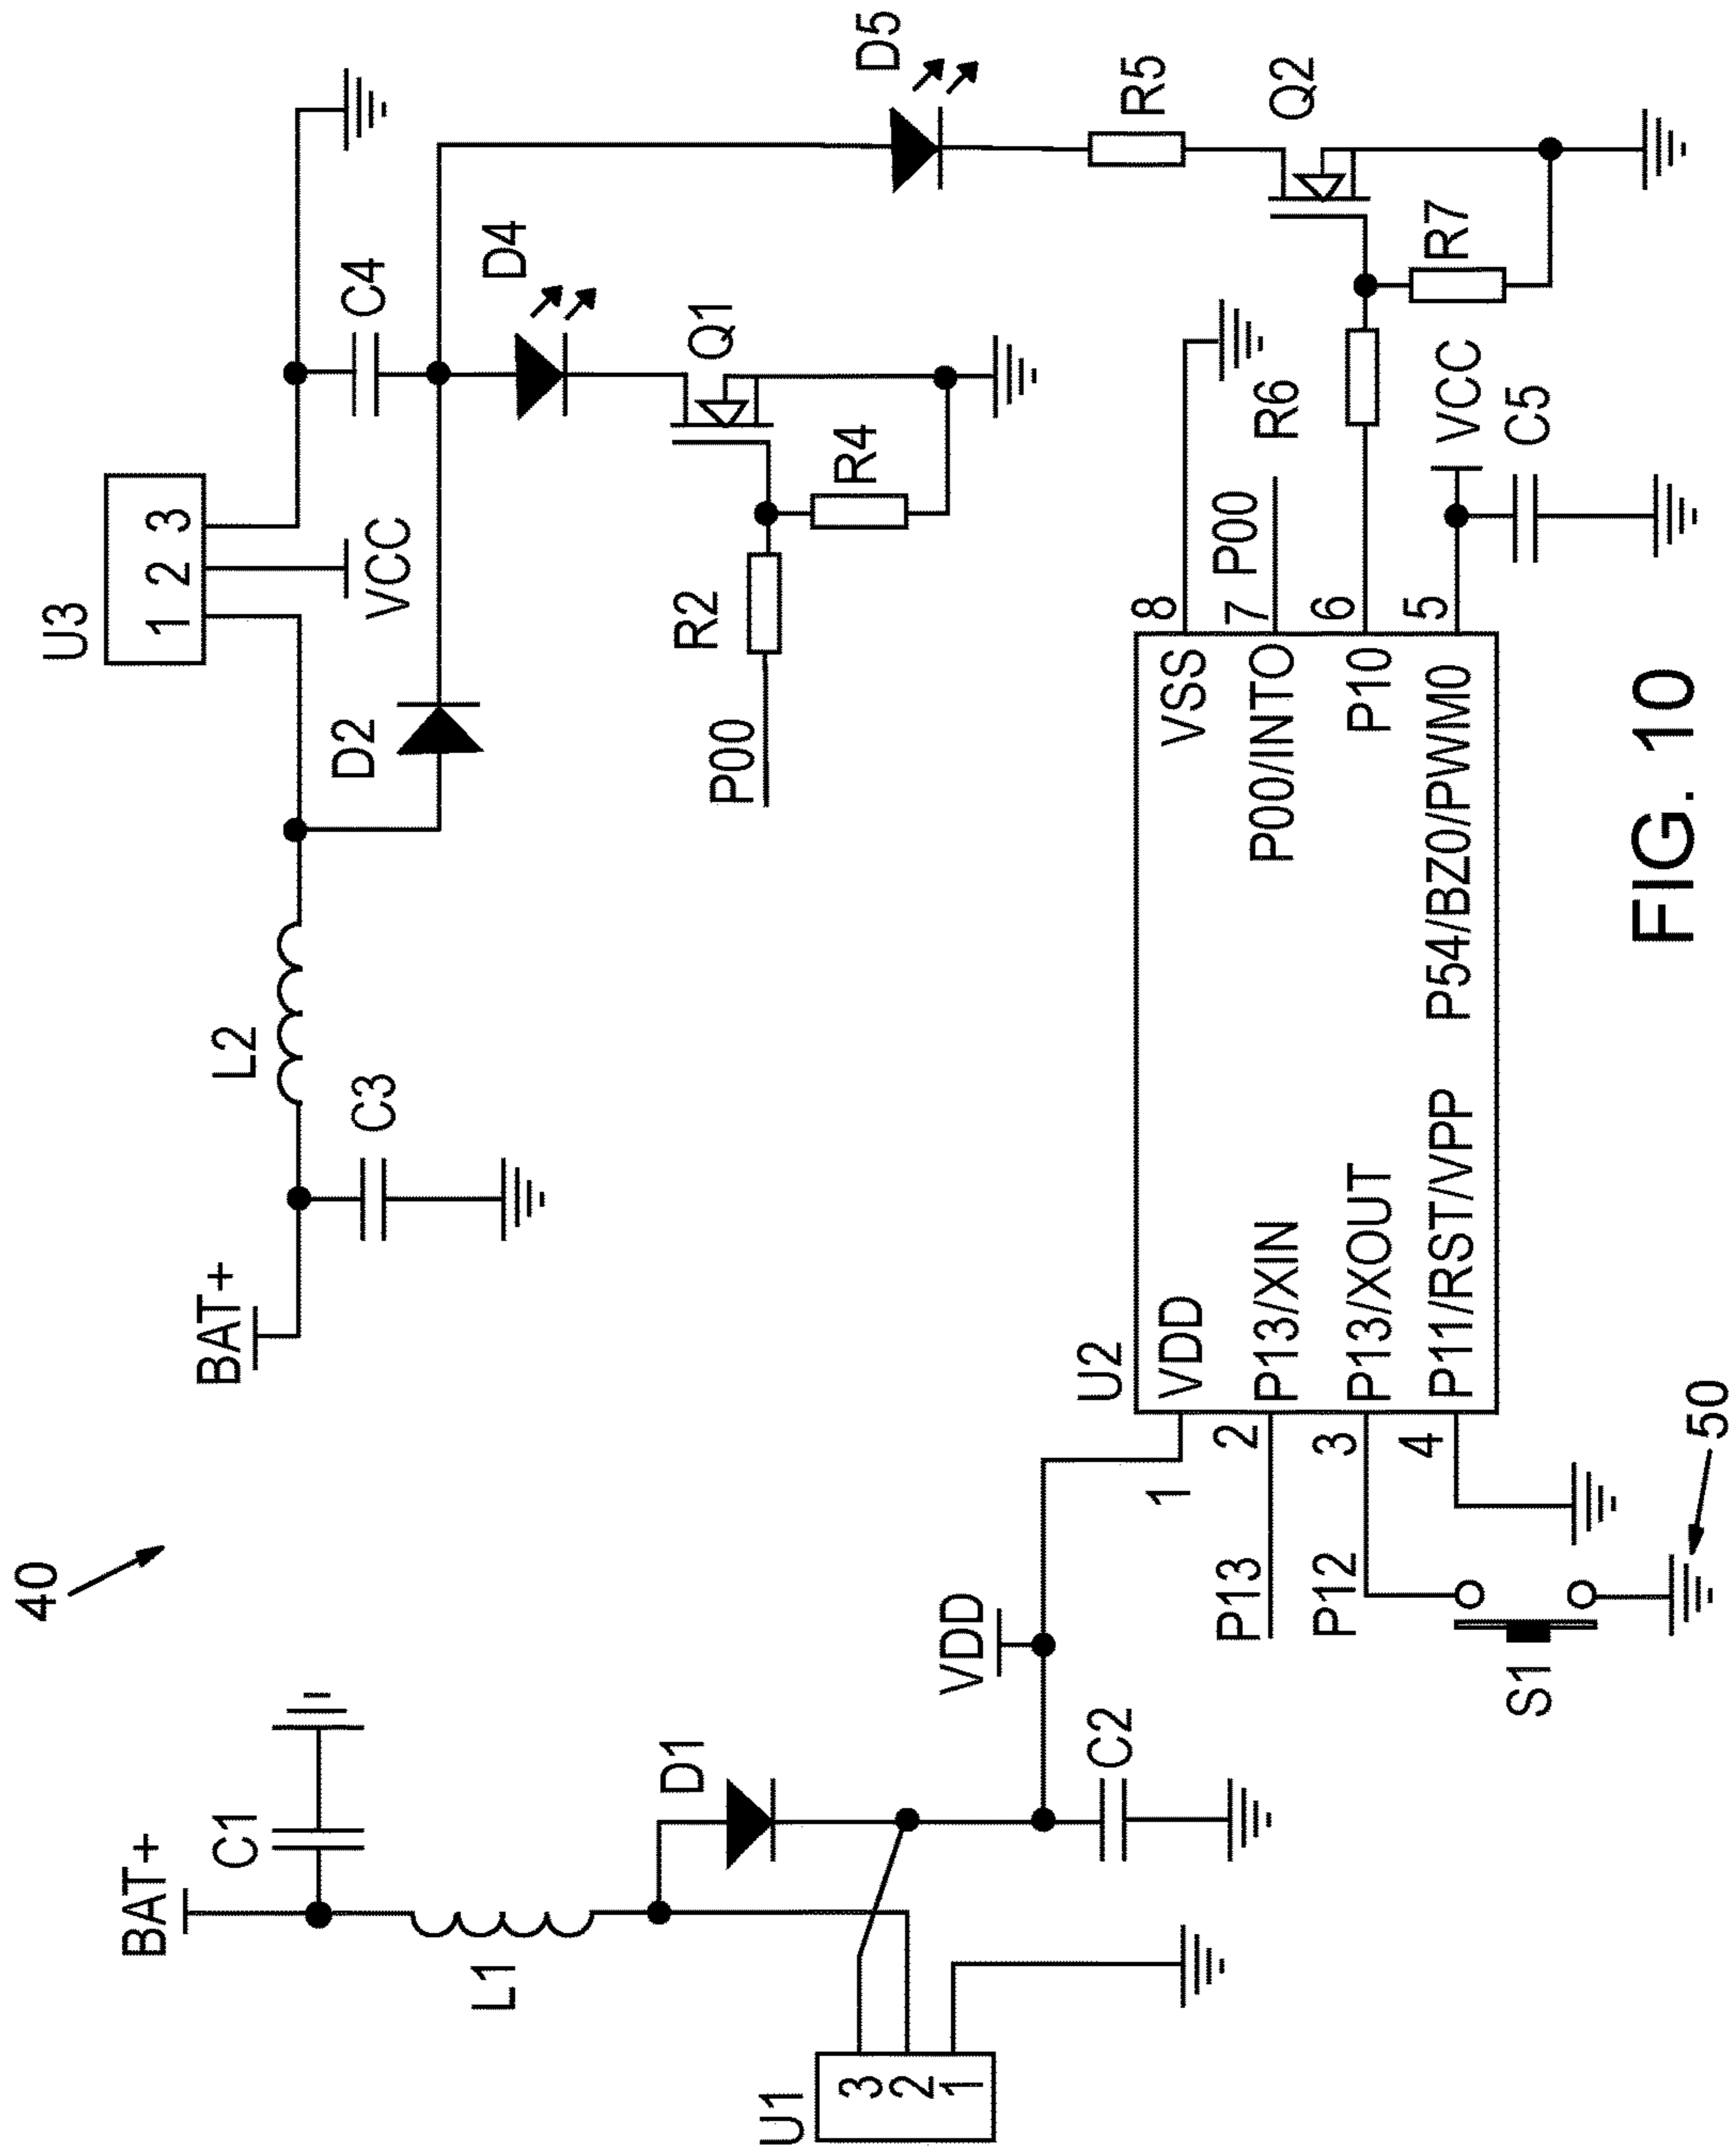 40
U3
1 2 3
BAT+
C1
BAT+
L2
C3
D2
VCC
C4
L1
D4
D1
R2
P00
Q1
R4
D5
U1
3
2
1
VDD
C2
U2
R5
1 VDD
VSS 8
P13 2 P13/XIN
P00/INTO 7 P00
R6
Q2
P12 3 P13/XOUT
P10 6
4 P11/RST/VPP
P54/BZ0/PWM0 5
VCC
R7
S1
C5
FIG. 10
50